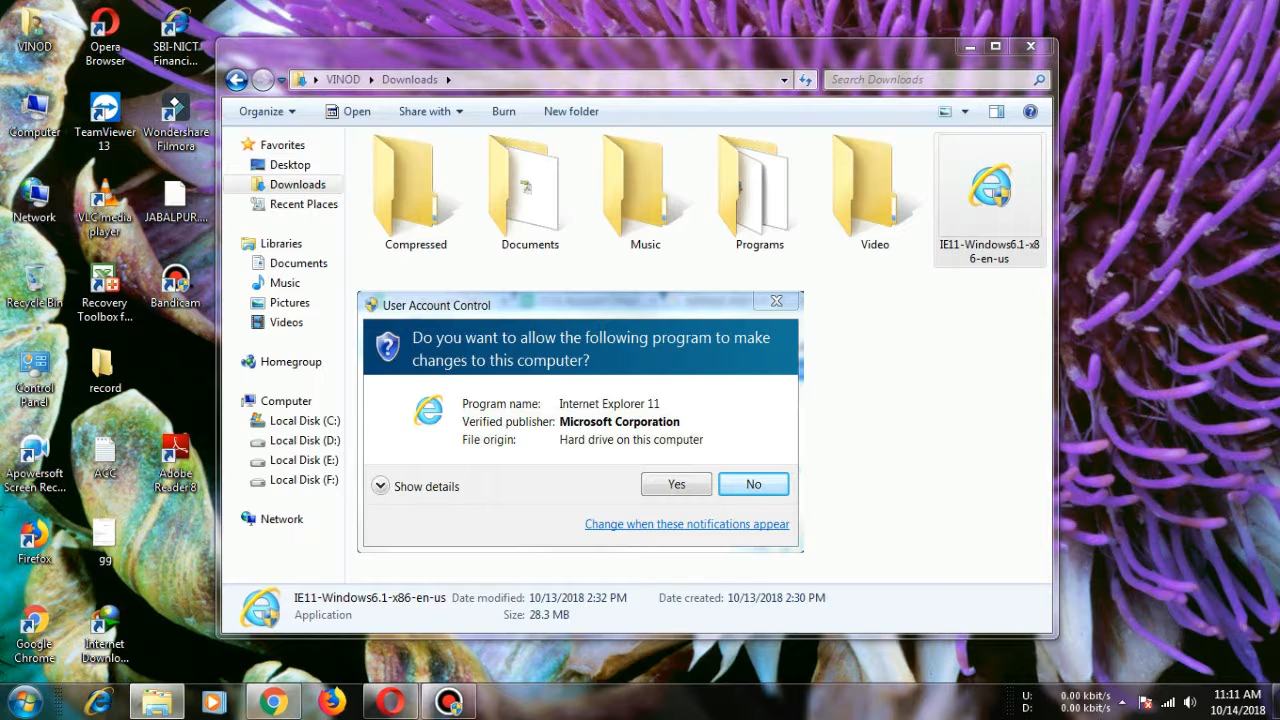 VINOD
Opera
Browser
SBI-NICT
Financi...
Computer
TeamViewer
13
Wondershare
Filmora
Network
VLC media
player
JABALPUR....
Recycle Bin
Recovery
Toolbox f...
Bandicam
Control
Panel
record
Apowersoft
Screen Rec...
ACC
Adobe
Reader 8
Firefox
gg
Google
Chrome
Internet
Downlo...
VINOD
Downloads
Search Downloads
Organize
Open
Share with
Burn
New folder
Favorites
Desktop
Downloads
Recent Places
Libraries
Documents
Music
Pictures
Videos
Homegroup
Computer
Local Disk (C:)
Local Disk (D:)
Local Disk (E:)
Local Disk (F:)
Network
Compressed
Documents
Music
Programs
Video
IE11-Windows6.1-x8
6-en-us
User Account Control
Do you want to allow the following program to make
changes to this computer?
Program name: Internet Explorer 11
Verified publisher: Microsoft Corporation
File origin: Hard drive on this computer
Show details
Yes
No
Change when these notifications appear
IE11-Windows6.1-x86-en-us Date modified: 10/13/2018 2:32 PM Date created: 10/13/2018 2:30 PM
Application Size: 28.3 MB
U: 0.00 kbit/s
D: 0.00 kbit/s
11:11 AM
10/14/2018